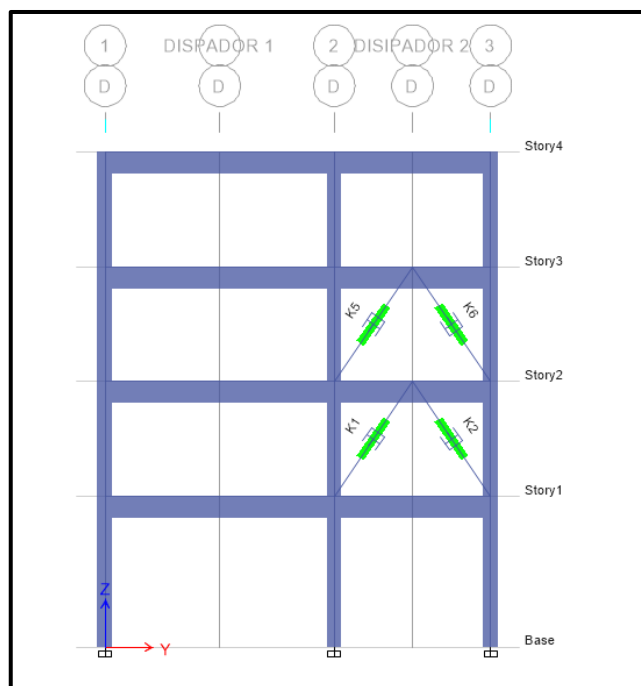 1 DISPADOR 1 2 DISIPADOR 2 3
D D D D D
Story4
Story3
K5 K6
Story2
K1 K2
Story1
Z
Y
Base